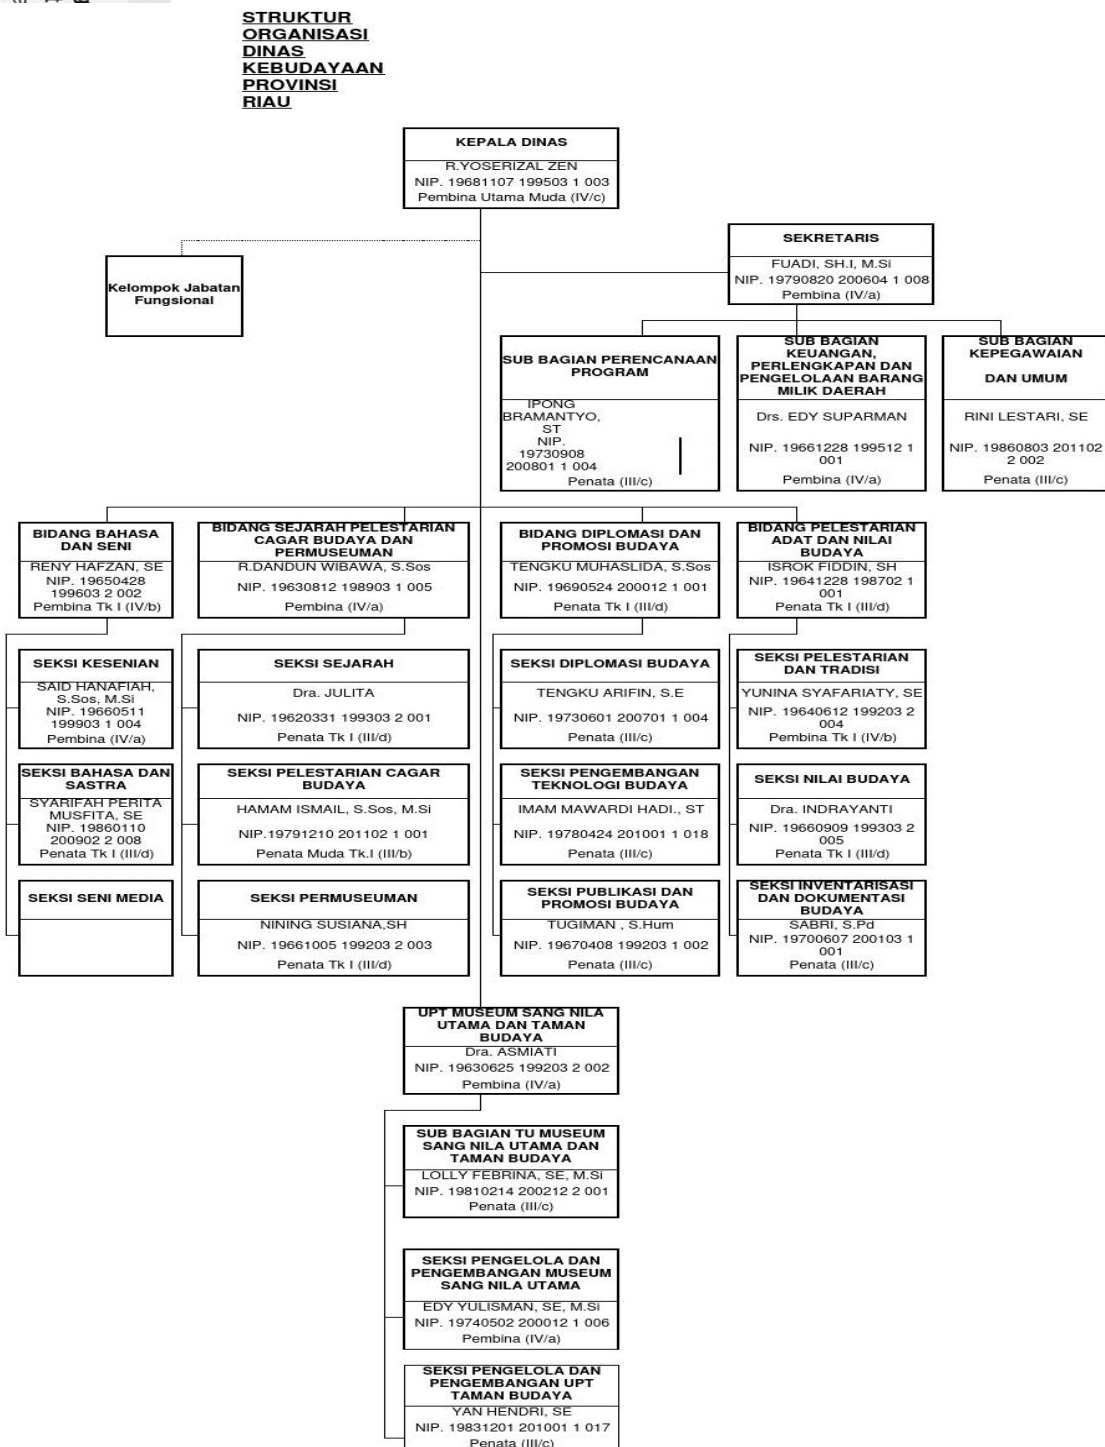 STRUKTUR
ORGANISASI
DINAS
KEBUDAYAAN
PROVINSI
RIAU
KEPALA DINAS
R.YOSERIZAL ZEN
NIP. 19681107 199503 1 003
Pembina Utama Muda (IV/c)
Kelompok Jabatan
Fungsional
SEKRETARIS
FUADI, SH.I, M.Si
NIP. 19790820 200604 1 008
Pembina (IV/a)
SUB BAGIAN PERENCANAAN
PROGRAM
IPONG
BRAMANTYO,
ST
NIP.
19730908
200801 1 004
Penata (III/c)
SUB BAGIAN
KEUANGAN,
PERLENGKAPAN DAN
PENGELOLAAN BARANG
MILIK DAERAH
Drs. EDY SUPARMAN
NIP. 19661228 199512 1
001
Pembina (IV/a)
SUB BAGIAN
KEPEGAWAIAN
DAN UMUM
RINI LESTARI, SE
NIP. 19860803 201102
2 002
Penata (III/c)
BIDANG BAHASA
DAN SENI
RENY HAFZAN, SE
NIP. 19650428
199603 2 002
Pembina Tk I (IV/b)
BIDANG SEJARAH PELESTARIAN
CAGAR BUDAYA DAN
PERMUSEUMAN
R.DANDUN WIBAWA, S.Sos
NIP. 19630812 198903 1 005
Pembina (IV/a)
BIDANG DIPLOMASI DAN
PROMOSI BUDAYA
TENGKU MUHASLIDA, S.Sos
NIP. 19690524 200012 1 001
Penata Tk I (III/d)
BIDANG PELESTARIAN
ADAT DAN NILAI
BUDAYA
ISROK FIDDIN, SH
NIP. 19641228 198702 1
001
Penata Tk I (III/d)
SEKSI KESENIAN
SAID HANAFIAH,
S.Sos, M.Si
NIP. 19660511
199903 1 004
Pembina (IV/a)
SEKSI SEJARAH
Dra. JULITA
NIP. 19620331 199303 2 001
Penata Tk I (III/d)
SEKSI DIPLOMASI BUDAYA
TENGKU ARIFIN, S.E
NIP. 19730601 200701 1 004
Penata (III/c)
SEKSI PELESTARIAN
DAN TRADISI
YUNINA SYAFARIATY, SE
NIP. 19640612 199203 2
004
Pembina Tk I (IV/b)
SEKSI BAHASA DAN
SASTRA
SYARIFAH PERITA
MUSFITA, SE
NIP. 19860110
200902 2 008
Penata Tk I (III/d)
SEKSI PELESTARIAN CAGAR
BUDAYA
HAMAM ISMAIL, S.Sos, M.Si
NIP.19791210 201102 1 001
Penata Muda Tk.I (III/b)
SEKSI PENGEMBANGAN
TEKNOLOGI BUDAYA
IMAM MAWARDI HADI., ST
NIP. 19780424 201001 1 018
Penata (III/c)
SEKSI NILAI BUDAYA
Dra. INDRAYANTI
NIP. 19660909 199303 2
005
Penata Tk I (III/d)
SEKSI SENI MEDIA
SEKSI PERMUSEUMAN
NINING SUSIANA,SH
NIP. 19661005 199203 2 003
Penata Tk I (III/d)
SEKSI PUBLIKASI DAN
PROMOSI BUDAYA
TUGIMAN , S.Hum
NIP. 19670408 199203 1 002
Penata (III/c)
SEKSI INVENTARISASI
DAN DOKUMENTASI
BUDAYA
SABRI, S.Pd
NIP. 19700607 200103 1
001
Penata (III/c)
UPT MUSEUM SANG NILA
UTAMA DAN TAMAN
BUDAYA
Dra. ASMIATI
NIP. 19630625 199203 2 002
Pembina (IV/a)
SUB BAGIAN TU MUSEUM
SANG NILA UTAMA DAN
TAMAN BUDAYA
LOLLY FEBRINA, SE, M.Si
NIP. 19810214 200212 2 001
Penata (III/c)
SEKSI PENGELOLA DAN
PENGEMBANGAN MUSEUM
SANG NILA UTAMA
EDY YULISMAN, SE, M.Si
NIP. 19740502 200012 1 006
Pembina (IV/a)
SEKSI PENGELOLA DAN
PENGEMBANGAN UPT
TAMAN BUDAYA
YAN HENDRI, SE
NIP. 19831201 201001 1 017
Penata (III/c)